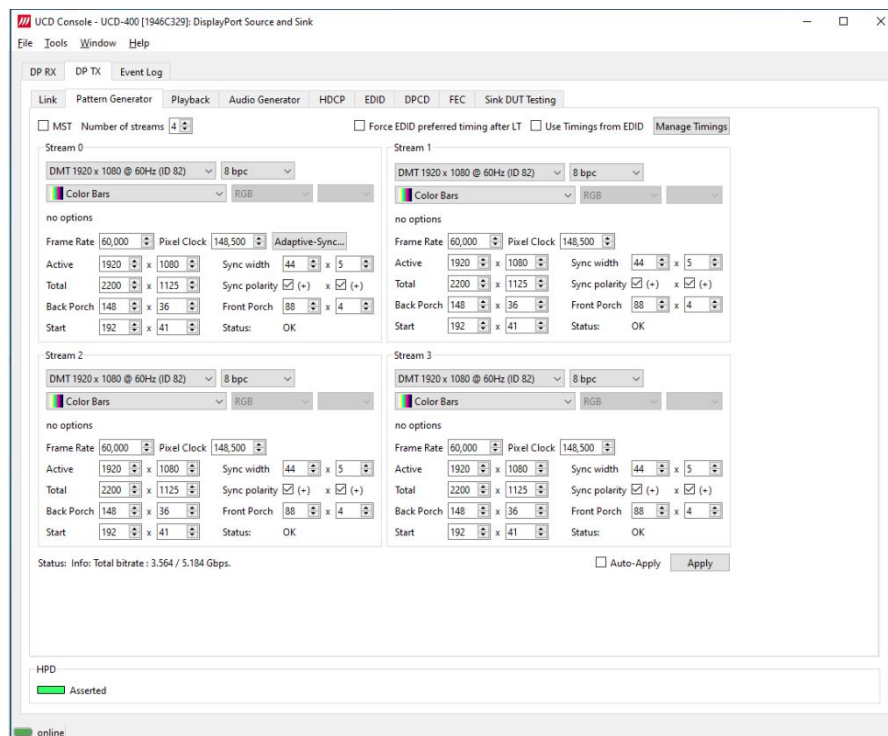 UCD Console - UCD-400 [1946C329]: DisplayPort Source and Sink
File Tools Window Help
DP RX DP TX Event Log
Link Pattern Generator Playback Audio Generator HDCP EDID DPCD FEC Sink DUT Testing
MST Number of streams 4 Force EDID preferred timing after LT Use Timings from EDID Manage Timings
Stream 0
DMT 1920 x 1080 @ 60Hz (ID 82) 8 bpc
Color Bars RGB
no options
Frame Rate 60,000 Pixel Clock 148,500 Adaptive-Sync...
Active 1920 x 1080 Sync width 44 x 5
Total 2200 x 1125 Sync polarity (+) x (+)
Back Porch 148 x 36 Front Porch 88 x 4
Start 192 x 41 Status: OK
Stream 1
DMT 1920 x 1080 @ 60Hz (ID 82) 8 bpc
Color Bars RGB
no options
Frame Rate 60,000 Pixel Clock 148,500
Active 1920 x 1080 Sync width 44 x 5
Total 2200 x 1125 Sync polarity (+) x (+)
Back Porch 148 x 36 Front Porch 88 x 4
Start 192 x 41 Status: OK
Stream 2
DMT 1920 x 1080 @ 60Hz (ID 82) 8 bpc
Color Bars RGB
no options
Frame Rate 60,000 Pixel Clock 148,500
Active 1920 x 1080 Sync width 44 x 5
Total 2200 x 1125 Sync polarity (+) x (+)
Back Porch 148 x 36 Front Porch 88 x 4
Start 192 x 41 Status: OK
Stream 3
DMT 1920 x 1080 @ 60Hz (ID 82) 8 bpc
Color Bars RGB
no options
Frame Rate 60,000 Pixel Clock 148,500
Active 1920 x 1080 Sync width 44 x 5
Total 2200 x 1125 Sync polarity (+) x (+)
Back Porch 148 x 36 Front Porch 88 x 4
Start 192 x 41 Status: OK
Status: Info: Total bitrate : 3.564 / 5.184 Gbps. Auto-Apply Apply
HPD
Asserted
online